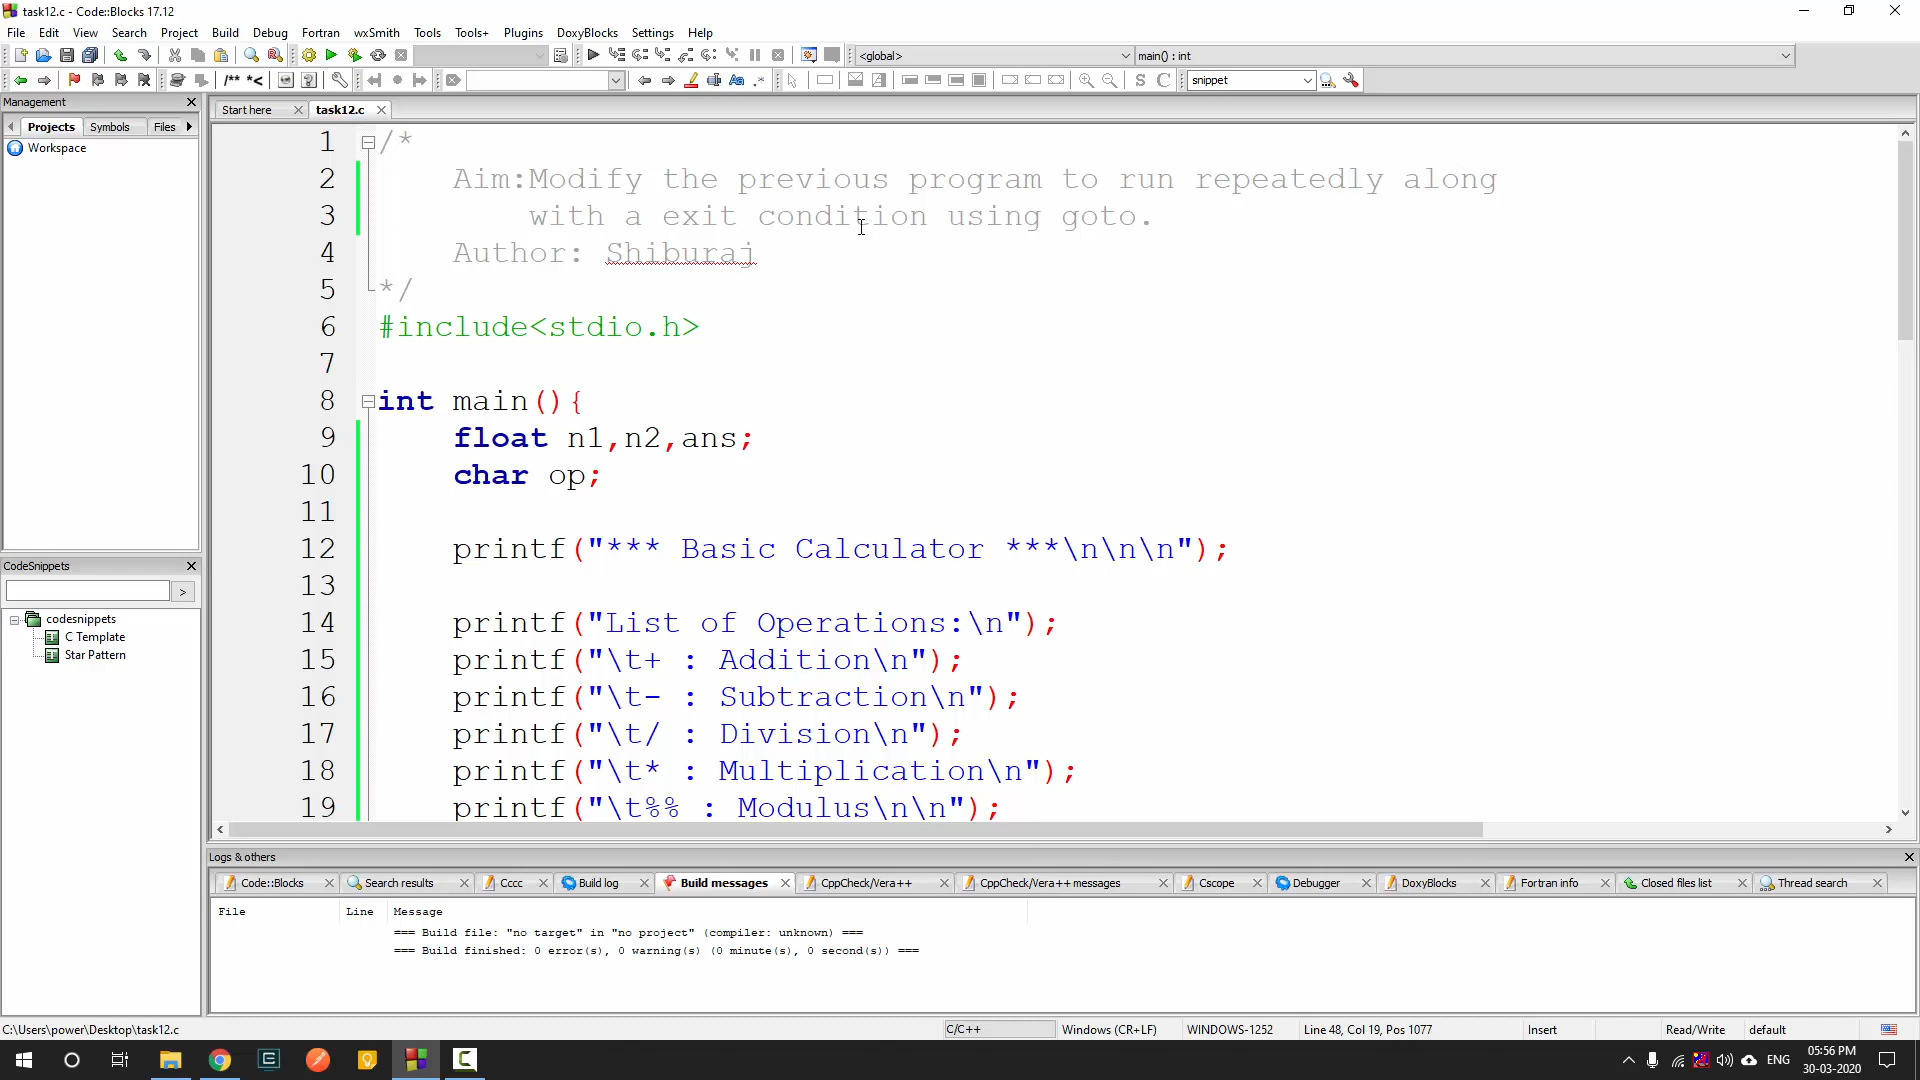 task12.c - Code::Blocks 17.12
File Edit View Search Project Build Debug Fortran wxSmith Tools Tools+ Plugins DoxyBlocks Settings Help
<global> main() : int
/** *< Aa .* S C snippet
Management
Projects Symbols Files
Workspace
CodeSnippets
>
codesnippets
C Template
Star Pattern
Start here task12.c
1 /*
2 Aim:Modify the previous program to run repeatedly along
3 with a exit condition using goto.
4 Author: Shiburaj
5 */
6 #include<stdio.h>
7
8 int main(){
9 float n1,n2,ans;
10 char op;
11
12 printf("*** Basic Calculator ***\n\n\n");
13
14 printf("List of Operations:\n");
15 printf("\t+ : Addition\n");
16 printf("\t- : Subtraction\n");
17 printf("\t/ : Division\n");
18 printf("\t* : Multiplication\n");
19 printf("\t%% : Modulus\n\n");
Logs & others
Code::Blocks Search results Cccc Build log Build messages CppCheck/Vera++ CppCheck/Vera++ messages Cscope Debugger DoxyBlocks Fortran info Closed files list Thread search
File Line Message
=== Build file: "no target" in "no project" (compiler: unknown) ===
=== Build finished: 0 error(s), 0 warning(s) (0 minute(s), 0 second(s)) ===
C:\Users\power\Desktop\task12.c C/C++ Windows (CR+LF) WINDOWS-1252 Line 48, Col 19, Pos 1077 Insert Read/Write default
ENG 05:56 PM
30-03-2020